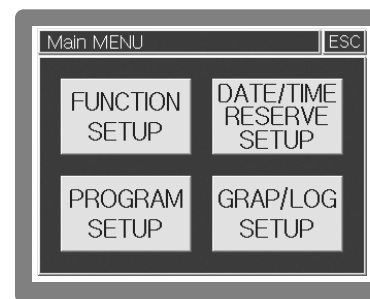 Main MENU
ESC
FUNCTION
SETUP
DATE/TIME
RESERVE
SETUP
PROGRAM
SETUP
GRAP/LOG
SETUP